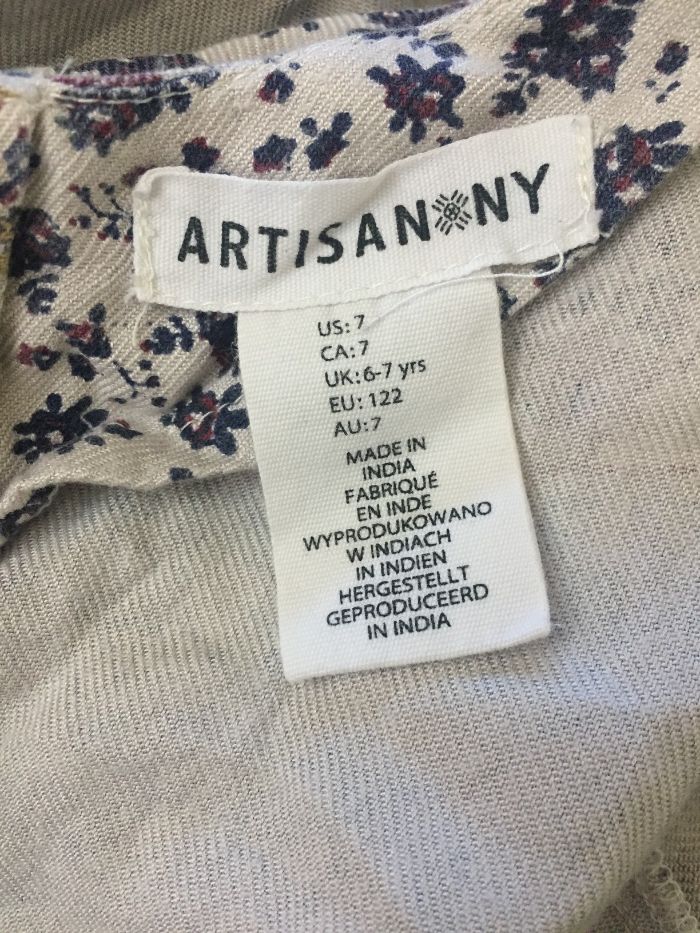 ARTISAN NY
US: 7
CA: 7
UK: 6-7 yrs
EU: 122
AU: 7
MADE IN
INDIA
FABRIQUÉ
EN INDE
WYPRODUKOWANO
W INDIACH
IN INDIEN
HERGESTELLT
GEPRODUCEERD
IN INDIA